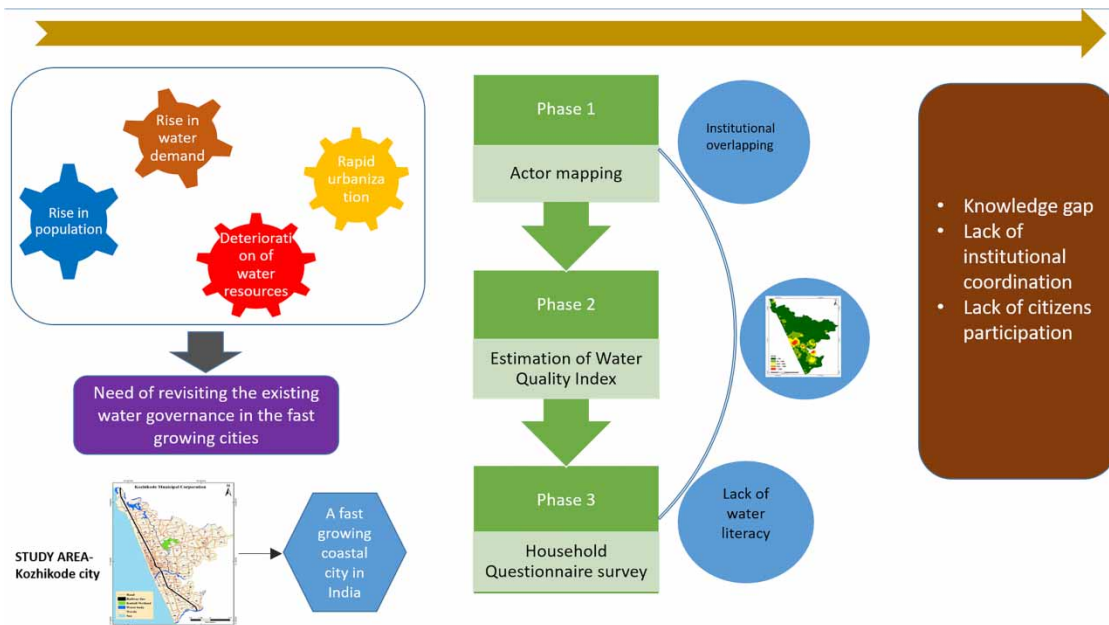 Rise in
water
demand
Rapid
urbaniza
tion
Rise in
population
Deteriorati
on of
water
resources
Need of revisiting the existing
water governance in the fast
growing cities
Kozhikode Municipal Corporation
STUDY AREA-
Kozhikode city
A fast
growing
coastal
city in
India
Phase 1
Actor mapping
Phase 2
Estimation of Water
Quality Index
Phase 3
Household
Questionnaire survey
Institutional
overlapping
Lack of
water
literacy
• Knowledge gap
• Lack of
institutional
coordination
• Lack of citizens
participation